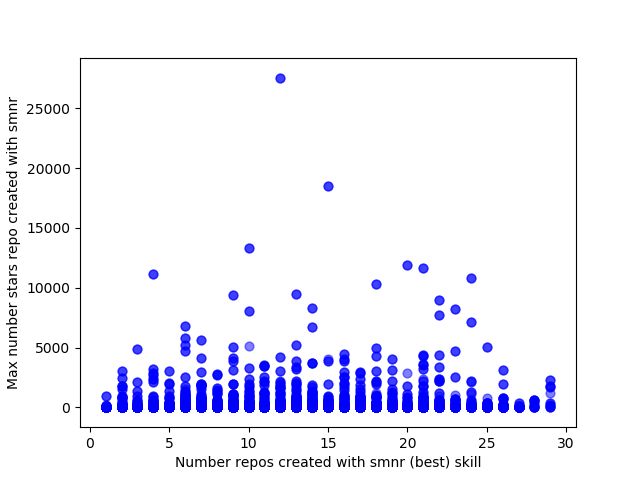 Max number stars repo created with smnr
25000
20000
15000
10000
5000
0
0 5 10 15 20 25 30
Number repos created with smnr (best) skill